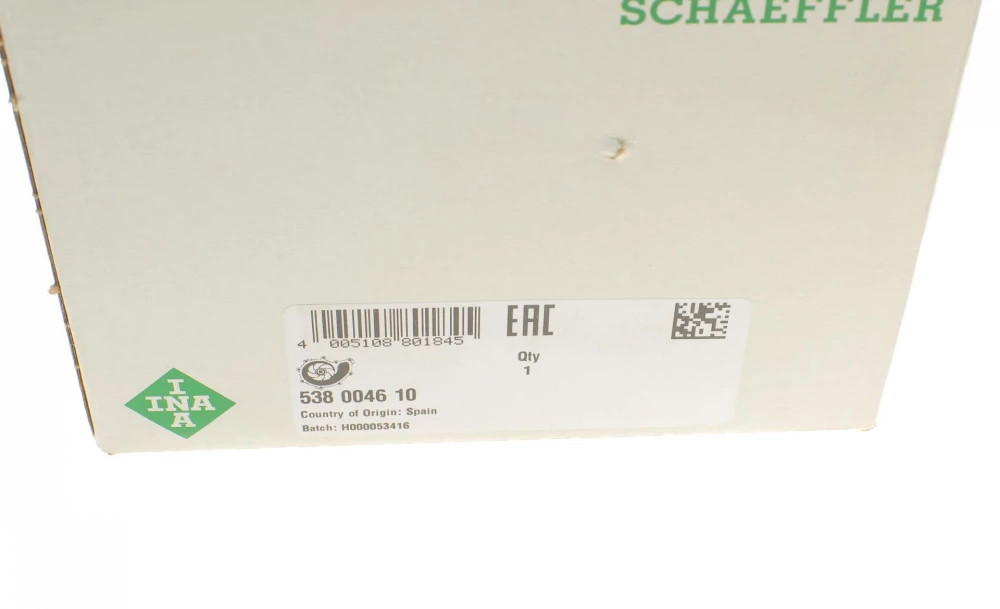 SCHAEFFLER
4 005108 801845
EAC
Qty
1
538 0046 10
Country of Origin: Spain
Batch: H000053416
I
INA
A